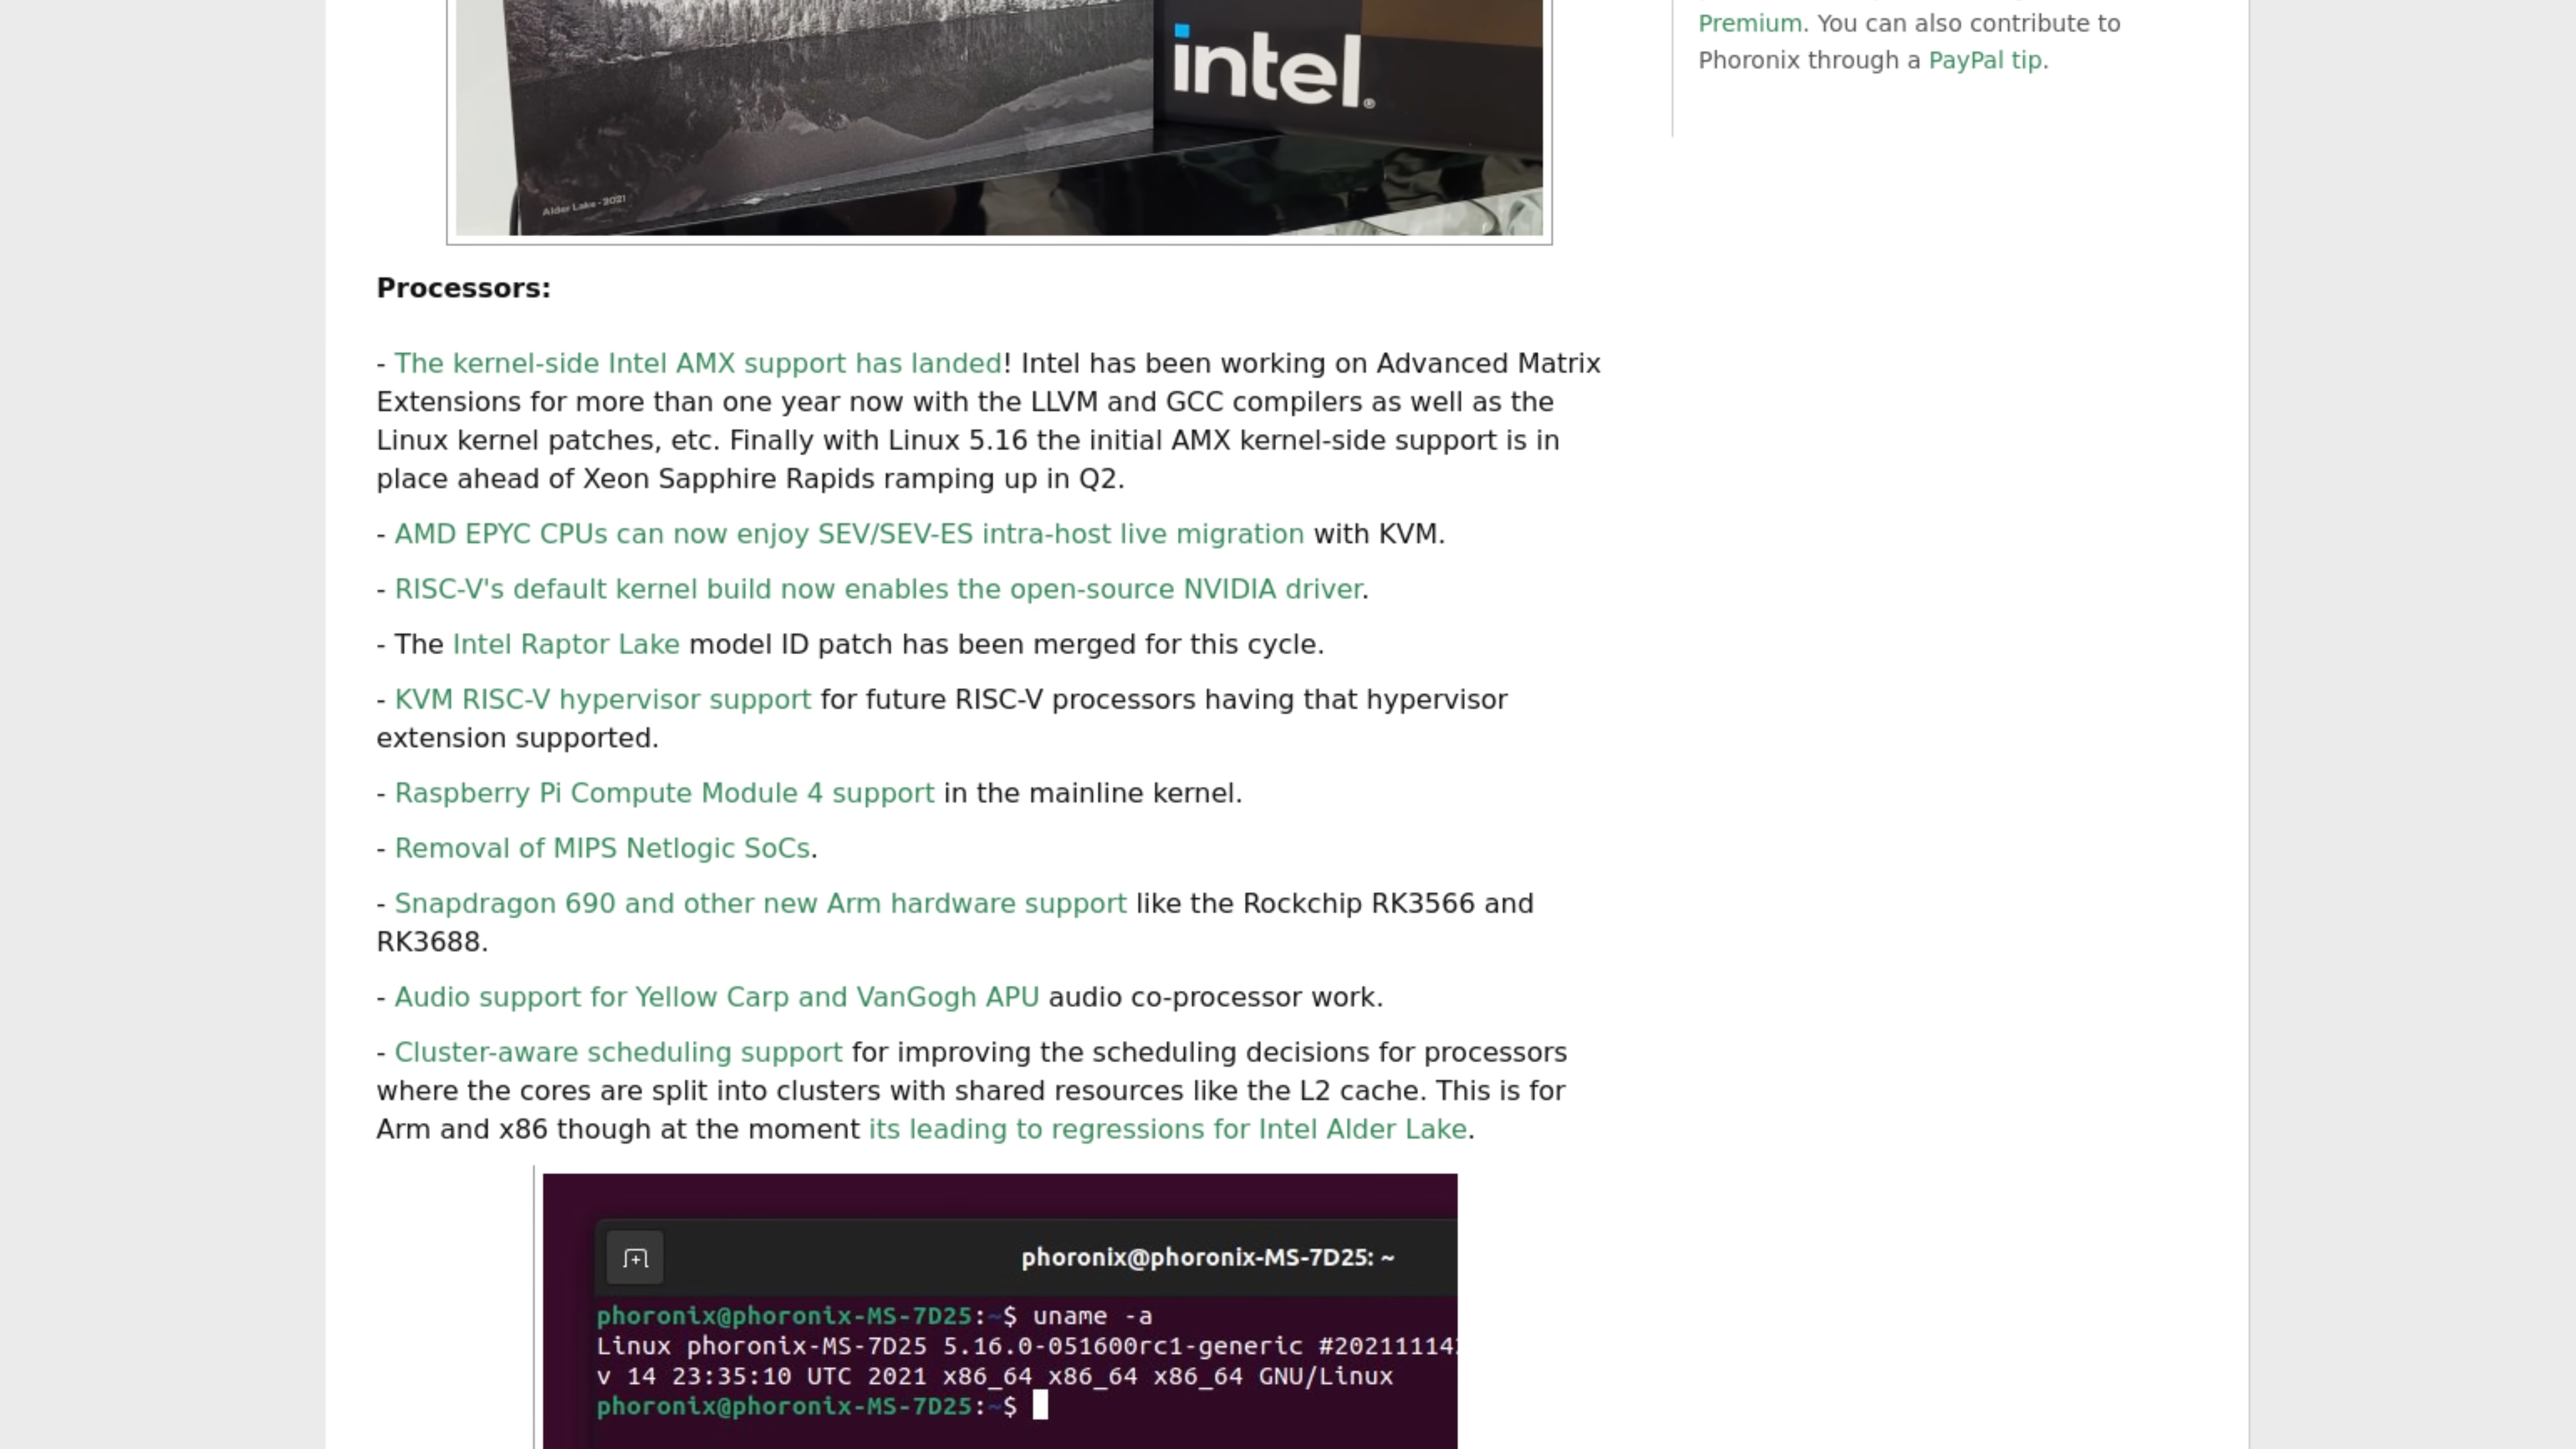 Premium. You can also contribute to
Phoronix through a PayPal tip.
intel®
Alder Lake - 2021
Processors:
- The kernel-side Intel AMX support has landed! Intel has been working on Advanced Matrix
Extensions for more than one year now with the LLVM and GCC compilers as well as the
Linux kernel patches, etc. Finally with Linux 5.16 the initial AMX kernel-side support is in
place ahead of Xeon Sapphire Rapids ramping up in Q2.
- AMD EPYC CPUs can now enjoy SEV/SEV-ES intra-host live migration with KVM.
- RISC-V's default kernel build now enables the open-source NVIDIA driver.
- The Intel Raptor Lake model ID patch has been merged for this cycle.
- KVM RISC-V hypervisor support for future RISC-V processors having that hypervisor
extension supported.
- Raspberry Pi Compute Module 4 support in the mainline kernel.
- Removal of MIPS Netlogic SoCs.
- Snapdragon 690 and other new Arm hardware support like the Rockchip RK3566 and
RK3688.
- Audio support for Yellow Carp and VanGogh APU audio co-processor work.
- Cluster-aware scheduling support for improving the scheduling decisions for processors
where the cores are split into clusters with shared resources like the L2 cache. This is for
Arm and x86 though at the moment its leading to regressions for Intel Alder Lake.
phoronix@phoronix-MS-7D25: ~
phoronix@phoronix-MS-7D25:~$ uname -a
Linux phoronix-MS-7D25 5.16.0-051600rc1-generic #202111142
v 14 23:35:10 UTC 2021 x86_64 x86_64 x86_64 GNU/Linux
phoronix@phoronix-MS-7D25:~$